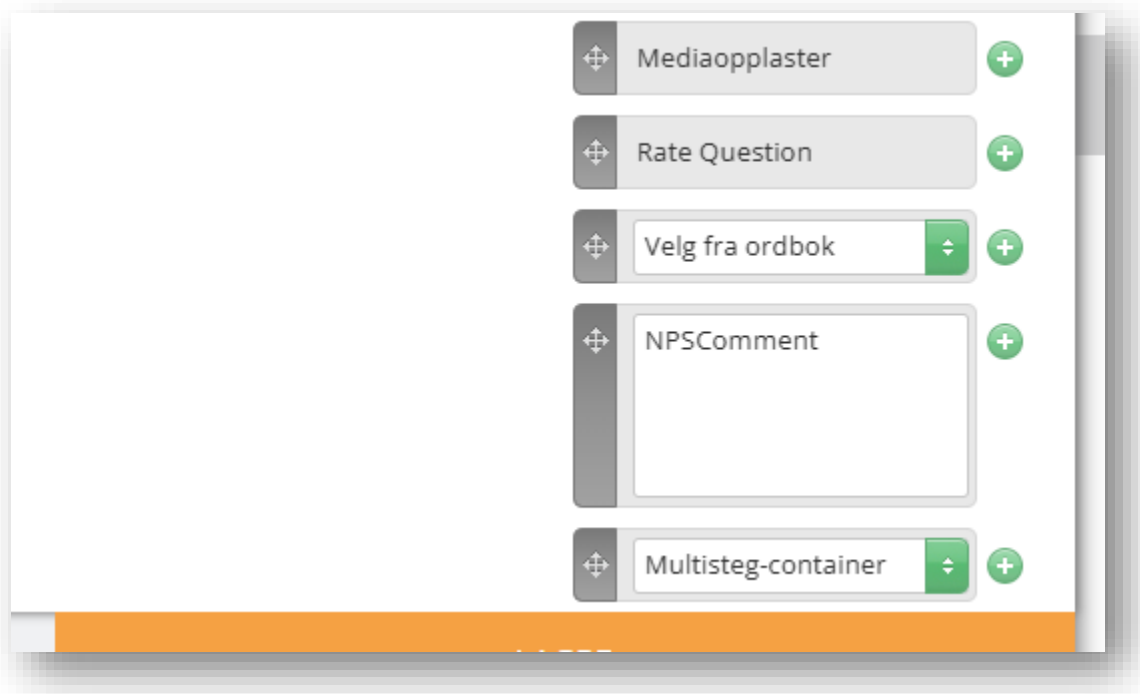 Mediaopplaster
Rate Question
Velg fra ordbok
NPSComment
Multisteg-container